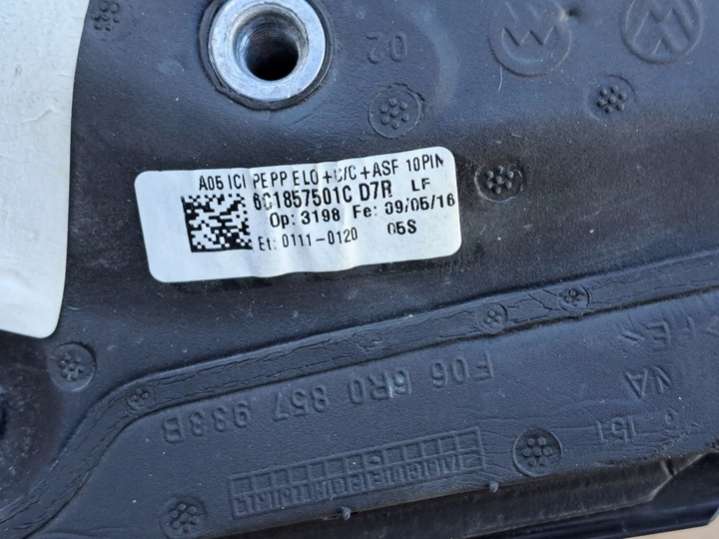 02
A05 ICI PEPP ELO+C/C+ASF 10PIN
6C1857501C D7R LF
Op: 3198 Fe: 09/05/16
Et: 0111-0120 05S
F06 6R0 857 933B